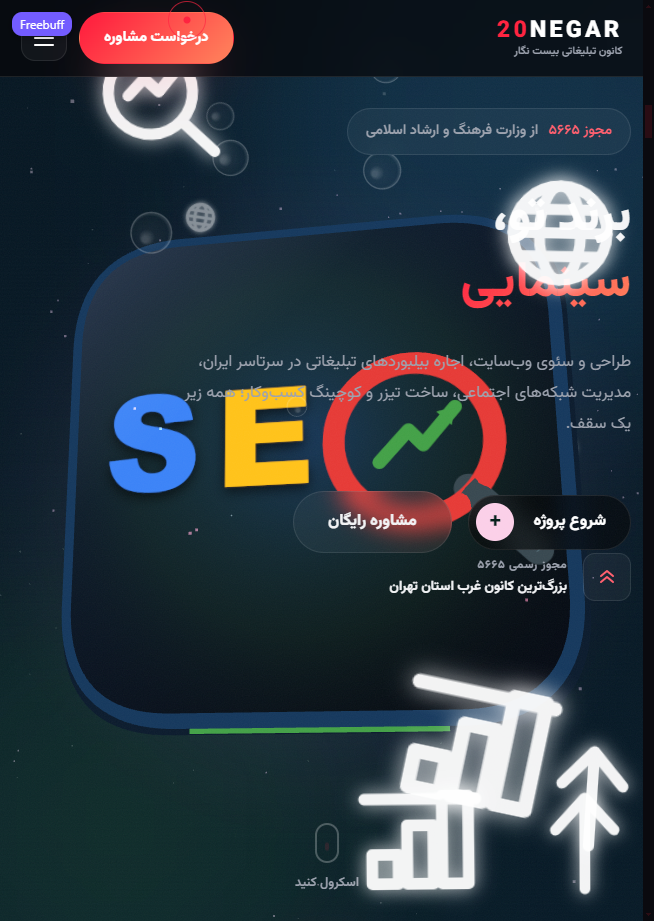 Freebuff
درخواست مشاوره
20NEGAR
کانون تبلیغاتی بیست نگار
مجوز ۵۶۶۵ از وزارت فرهنگ و ارشاد اسلامی
برند تو،
سینمایی
طراحی و سئوی وب‌سایت، اجاره بیلبوردهای تبلیغاتی در سرتاسر ایران،
مدیریت شبکه‌های اجتماعی، ساخت تیزر و کوچینگ کسب‌وکار؛ همه زیر
یک سقف.
SEO
شروع پروژه
+
مشاوره رایگان
مجوز رسمی ۵۶۶۵
بزرگ‌ترین کانون غرب استان تهران
اسکرول کنید